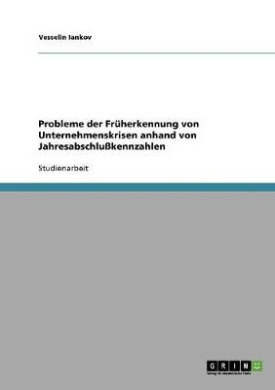 Vesselin Iankov
Probleme der Früherkennung von
Unternehmenskrisen anhand von
Jahresabschlußkennzahlen
Studienarbeit
GRIN